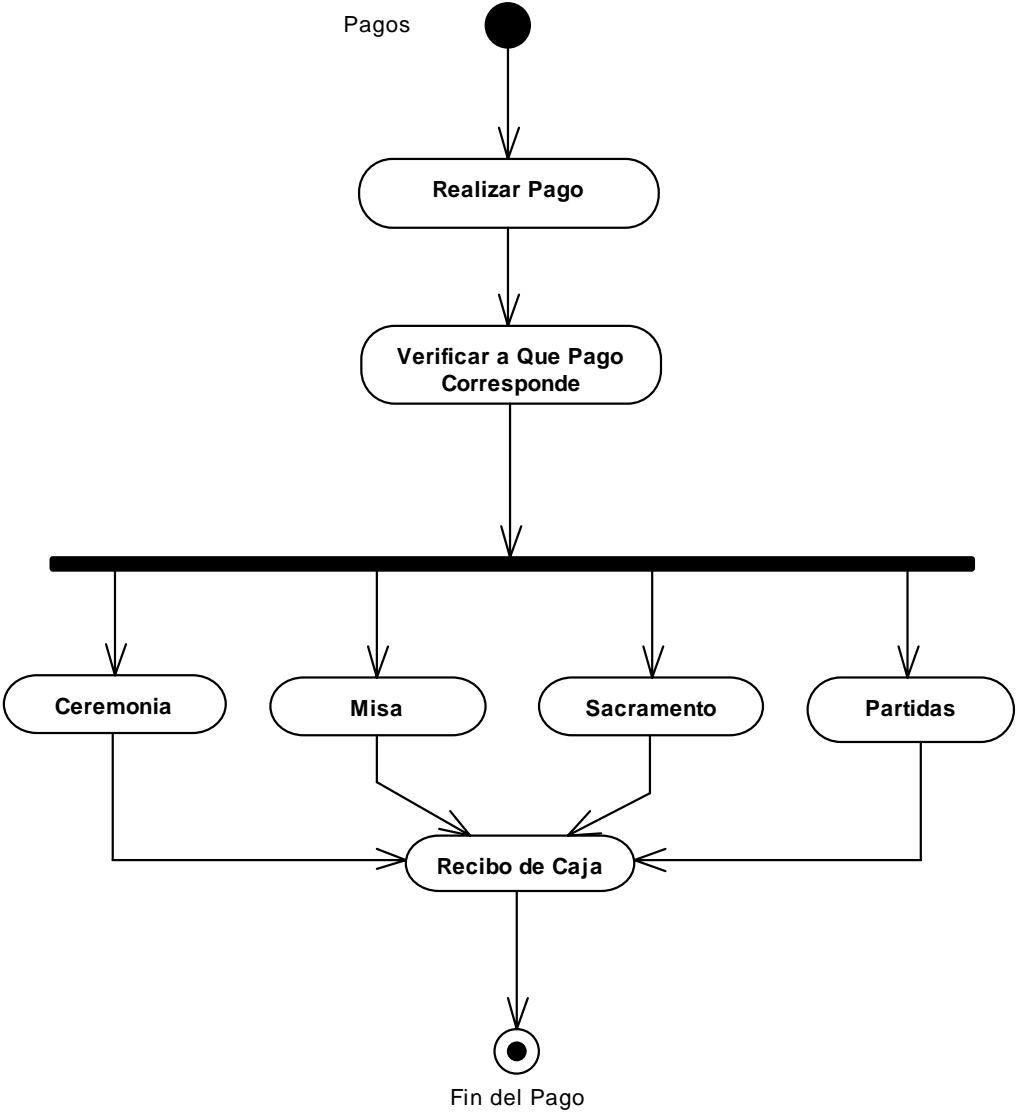 Pagos
Realizar Pago
Verificar a Que Pago
Corresponde
Ceremonia
Misa
Sacramento
Partidas
Recibo de Caja
Fin del Pago